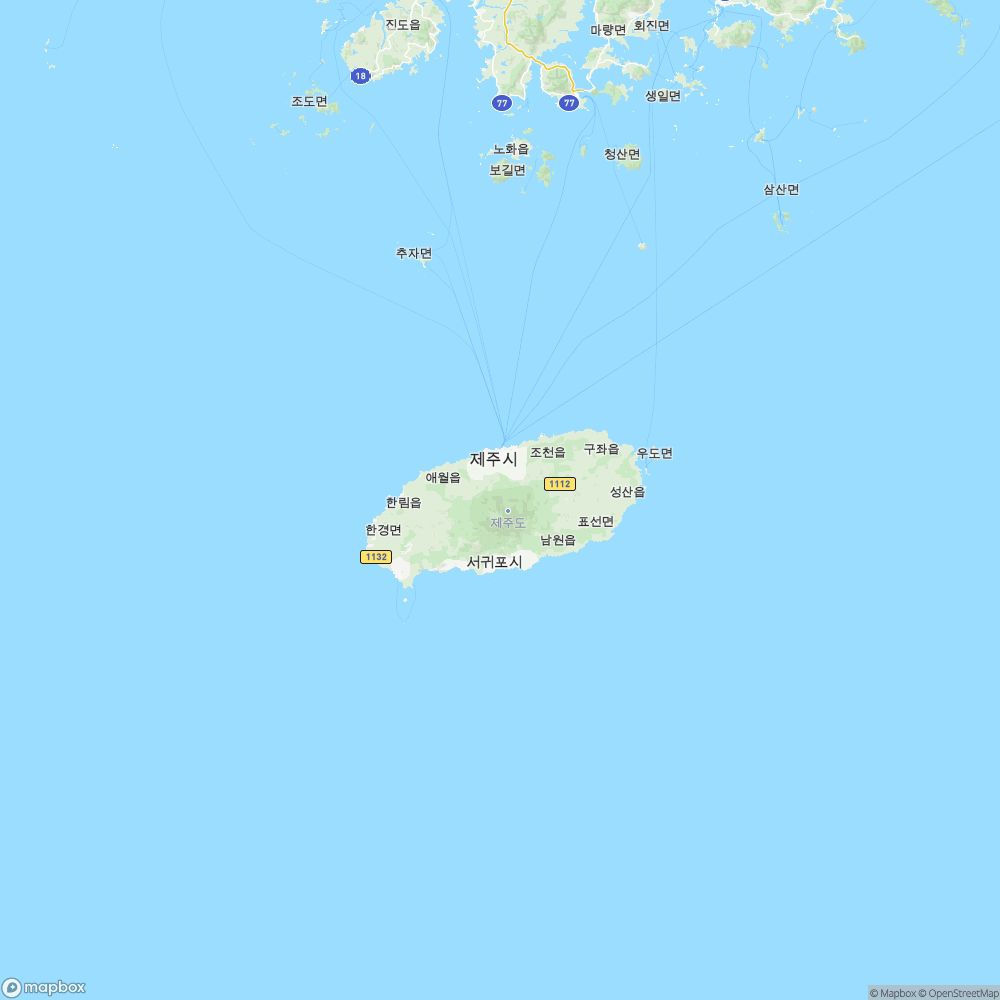 진도읍
마량면
회진면
18
77
77
조도면
생일면
노화읍
청산면
보길면
삼산면
추자면
제주시
조천읍
구좌읍
우도면
애월읍
1112
성산읍
한림읍
제주도
표선면
한경면
남원읍
1132
서귀포시
mapbox
© Mapbox © OpenStreetMap